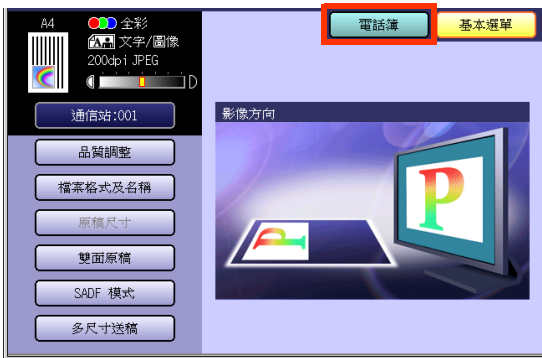 A4 全彩
文字/圖像
200dpi JPEG
D
電話簿
基本選單
通信站:001
影像方向
品質調整
檔案格式及名稱
原稿尺寸
雙面原稿
SADF 模式
多尺寸送稿
P
P